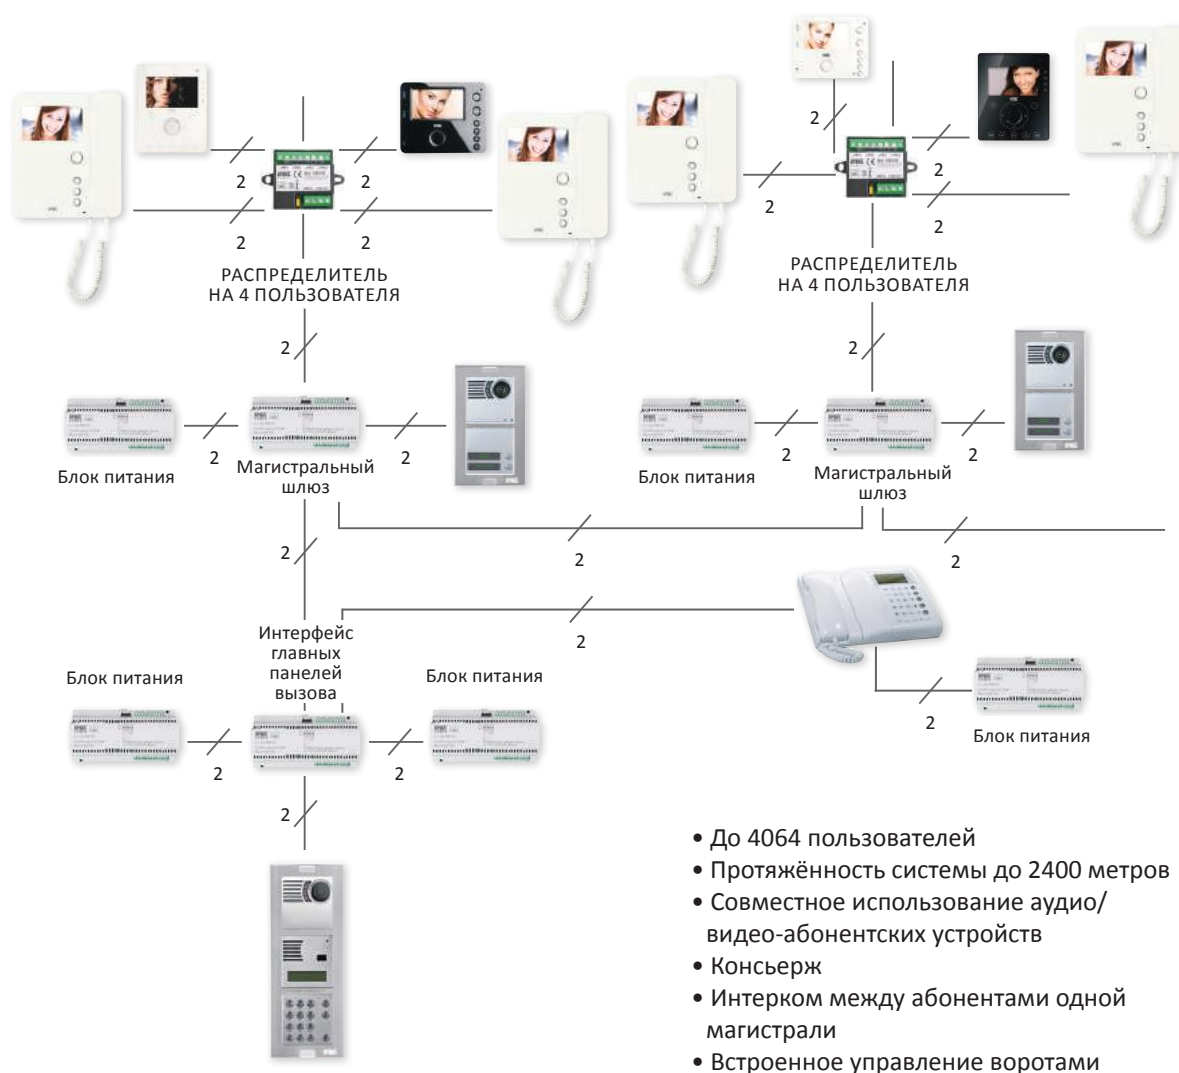 2
2
2
2
2
2
2
2
РАСПРЕДЕЛИТЕЛЬ
НА 4 ПОЛЬЗОВАТЕЛЯ
РАСПРЕДЕЛИТЕЛЬ
НА 4 ПОЛЬЗОВАТЕЛЯ
2
2
2
2
2
2
Блок питания
Магистральный
шлюз
Блок питания
Магистральный
шлюз
2
2
2
2
Интерфейс
главных
панелей
вызова
Блок питания
Блок питания
2
2
2
Блок питания
2
• До 4064 пользователей
• Протяжённость системы до 2400 метров
• Совместное использование аудио/
видео-абонентских устройств
• Консьерж
• Интерком между абонентами одной
магистрали
• Встроенное управление воротами